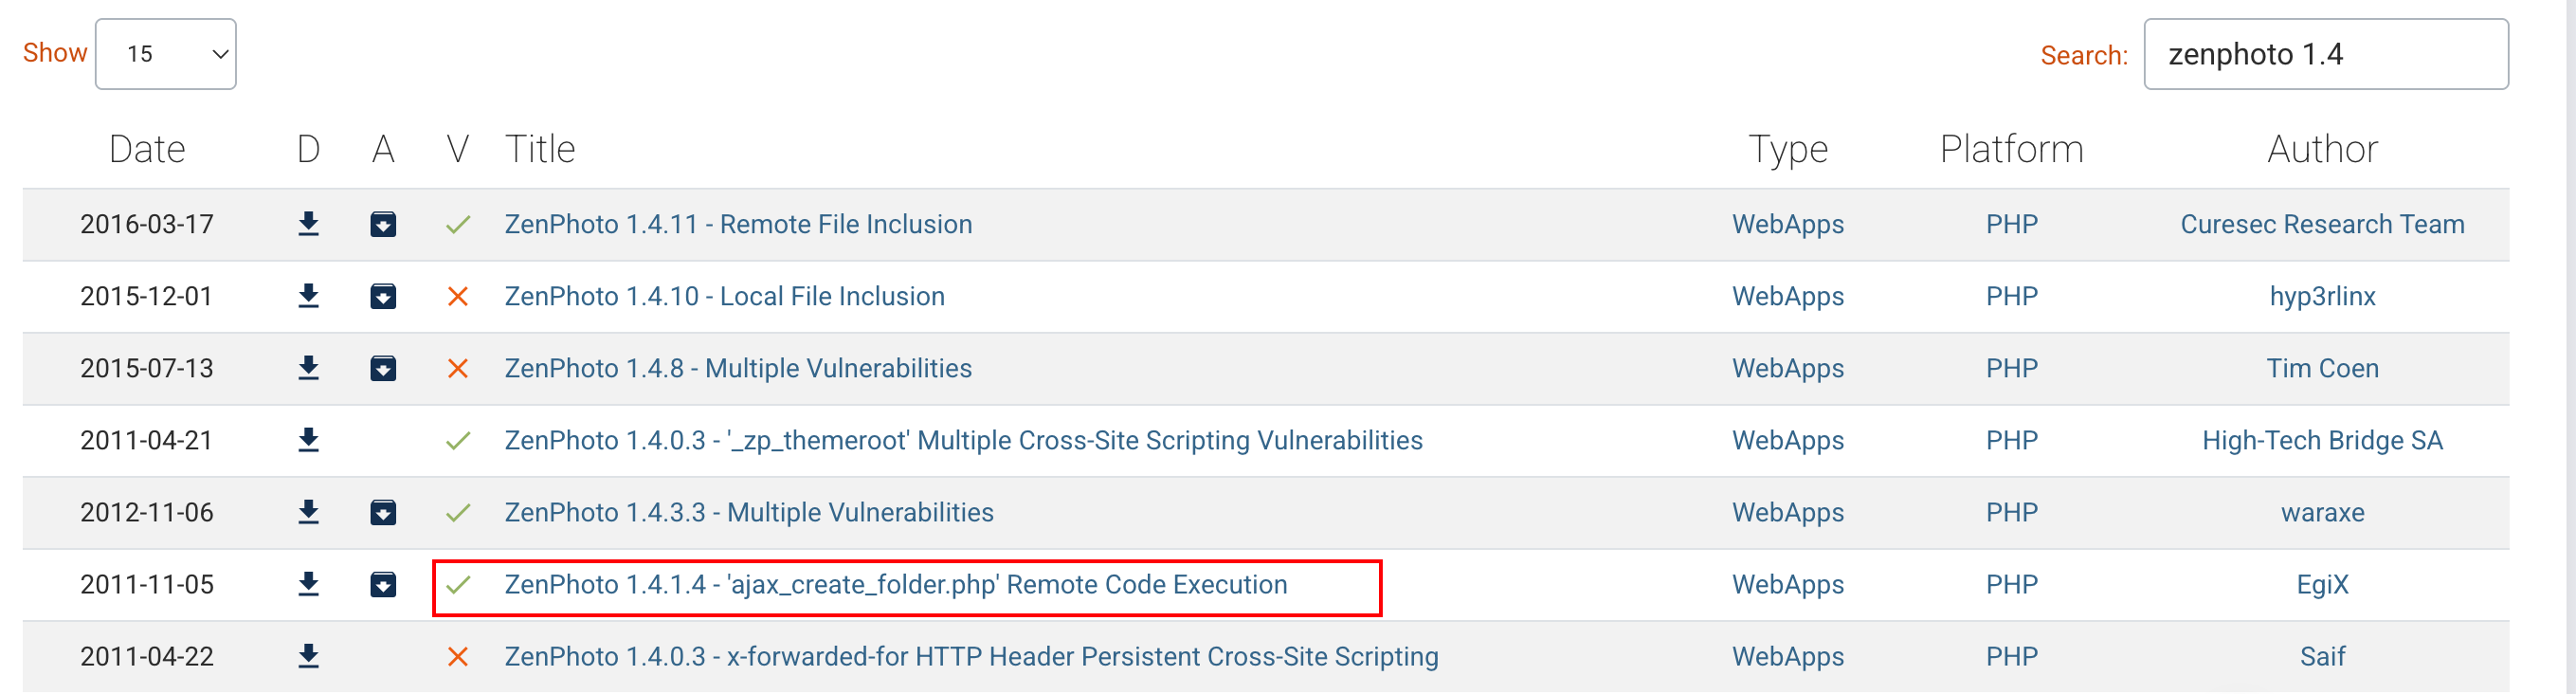 Show 15 Search: zenphoto 1.4
Date D A V Title Type Platform Author
2016-03-17 ZenPhoto 1.4.11 - Remote File Inclusion WebApps PHP Curesec Research Team
2015-12-01 ZenPhoto 1.4.10 - Local File Inclusion WebApps PHP hyp3rlinx
2015-07-13 ZenPhoto 1.4.8 - Multiple Vulnerabilities WebApps PHP Tim Coen
2011-04-21 ZenPhoto 1.4.0.3 - '_zp_themeroot' Multiple Cross-Site Scripting Vulnerabilities WebApps PHP High-Tech Bridge SA
2012-11-06 ZenPhoto 1.4.3.3 - Multiple Vulnerabilities WebApps PHP waraxe
2011-11-05 ZenPhoto 1.4.1.4 - 'ajax_create_folder.php' Remote Code Execution WebApps PHP EgiX
2011-04-22 ZenPhoto 1.4.0.3 - x-forwarded-for HTTP Header Persistent Cross-Site Scripting WebApps PHP Saif